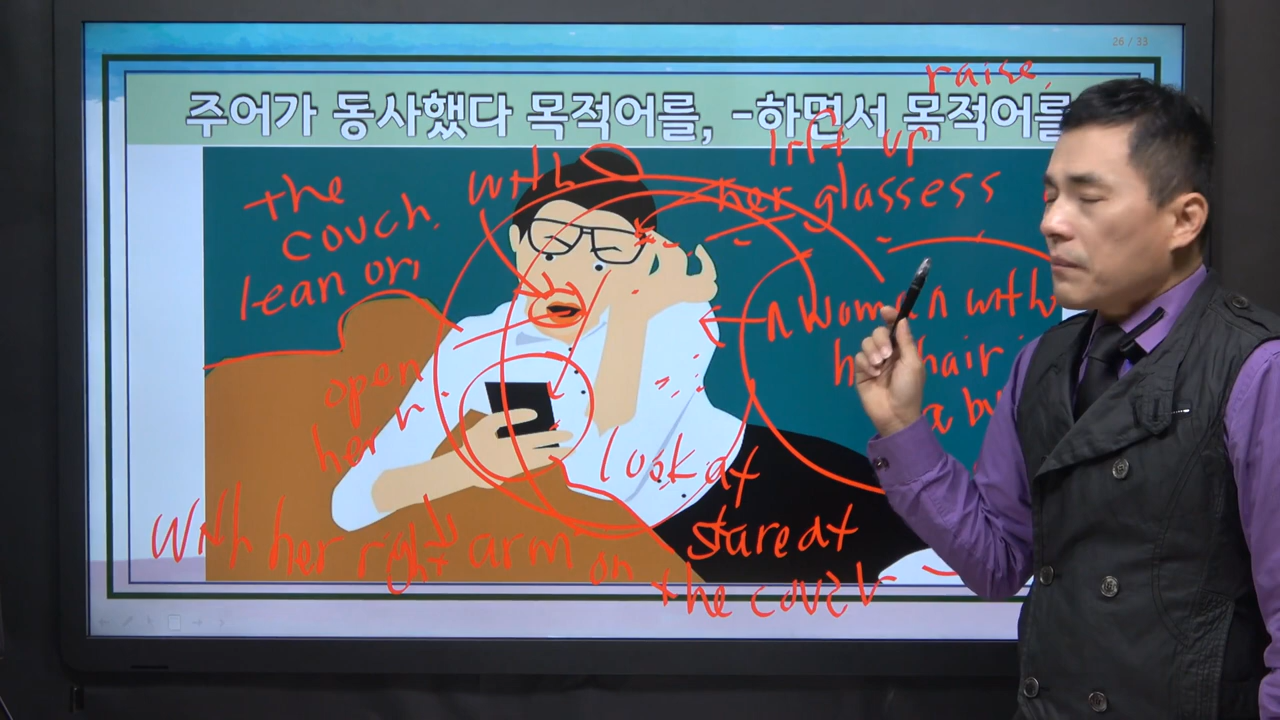 26 / 33
주어가 동사했다 목적어를, -하면서 목적어를
raise,
lift up
her glassess
with
the
couch.
lean on,
A woman with
hair
open
her
look at
stare at
with her right arm on the couch